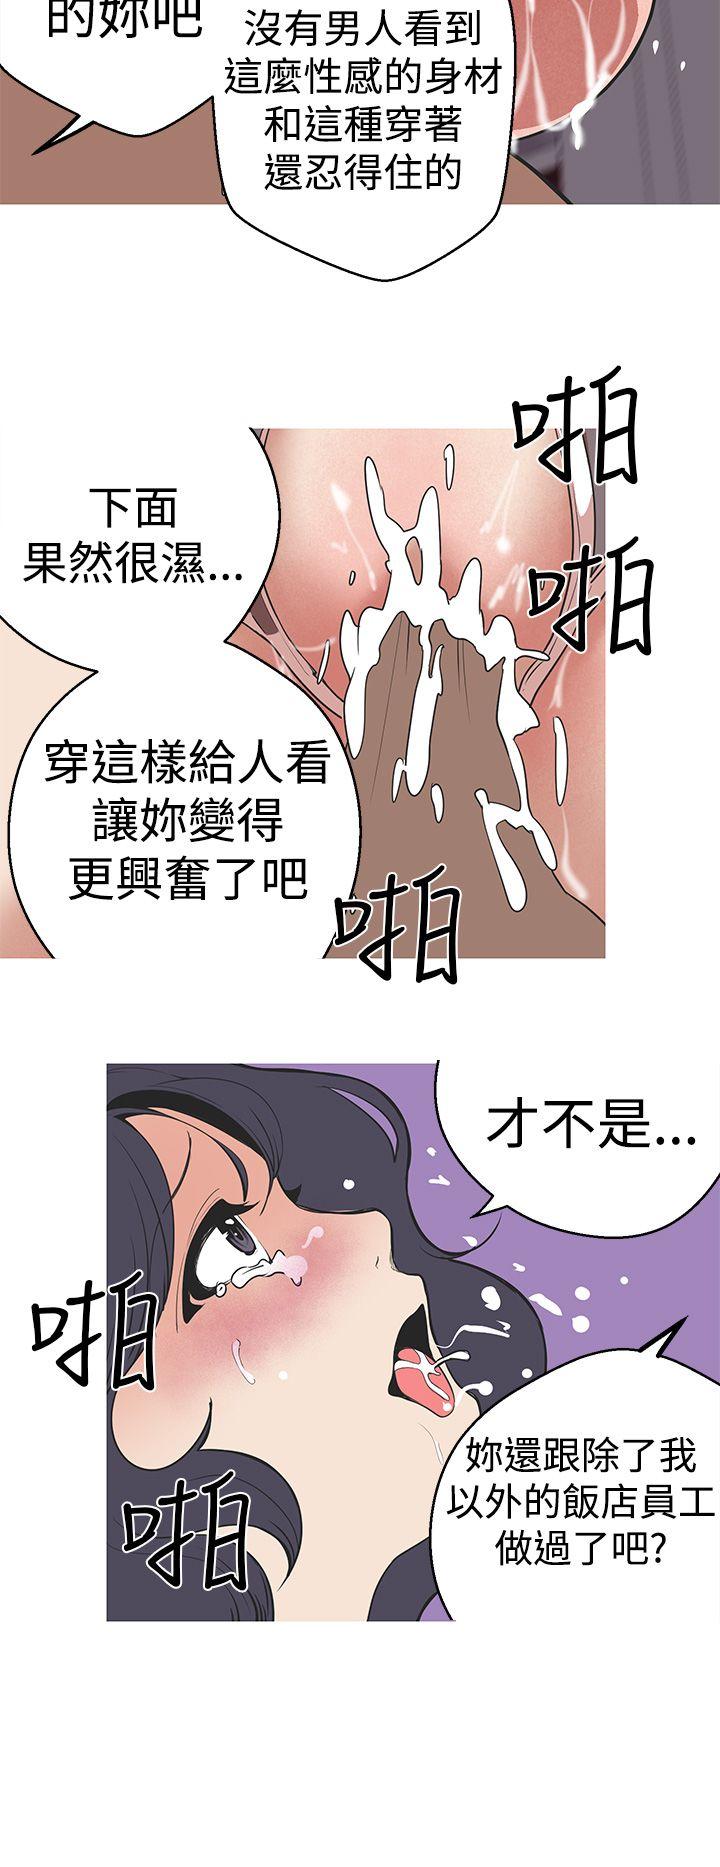 的妳吧
沒有男人看到
這麼性感的身材
和這種穿著
還忍得住的
啪
啪
下面
果然很濕...
穿這樣給人看
讓妳變得
更興奮了吧
啪
才不是...
啪
妳還跟除了我
以外的飯店員工
做過了吧?
啪